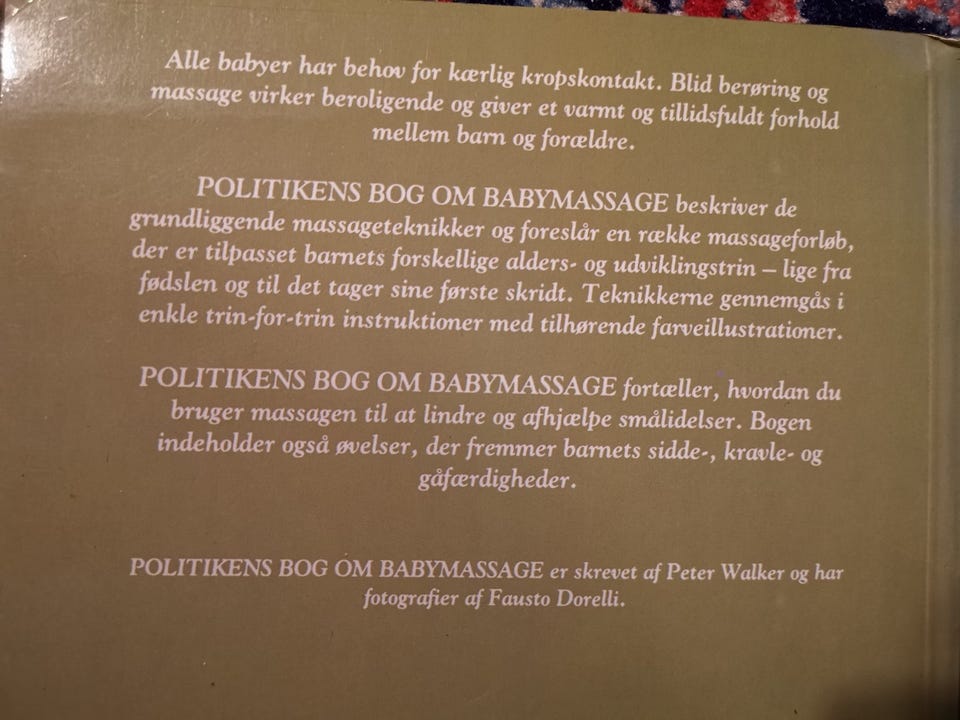 Alle babyer har behov for kærlig kropskontakt. Blid berøring og
massage virker beroligende og giver et varmt og tillidsfuldt forhold
mellem barn og forældre.
POLITIKENS BOG OM BABYMASSAGE beskriver de
grundliggende massageteknikker og foreslår en række massageforløb,
der er tilpasset barnets forskellige alders- og udviklingstrin – lige fra
fødslen og til det tager sine første skridt. Teknikkerne gennemgås i
enkle trin-for-trin instruktioner med tilhørende farveillustrationer.
POLITIKENS BOG OM BABYMASSAGE fortæller, hvordan du
bruger massagen til at lindre og afhjælpe smålidelser. Bogen
indeholder også øvelser, der fremmer barnets sidde-, kravle- og
gåfærdigheder.
POLITIKENS BOG OM BABYMASSAGE er skrevet af Peter Walker og har
fotografier af Fausto Dorelli.